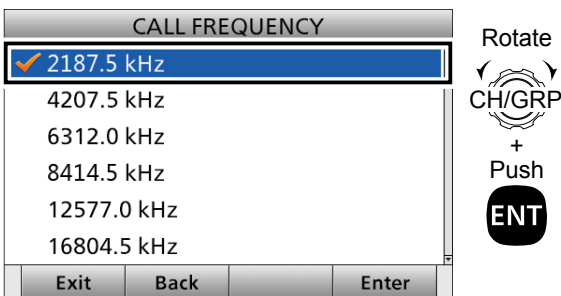 CALL FREQUENCY
2187.5 kHz
4207.5 kHz
6312.0 kHz
8414.5 kHz
12577.0 kHz
16804.5 kHz
Exit Back Enter
Rotate
CH/GRP
+
Push
ENT